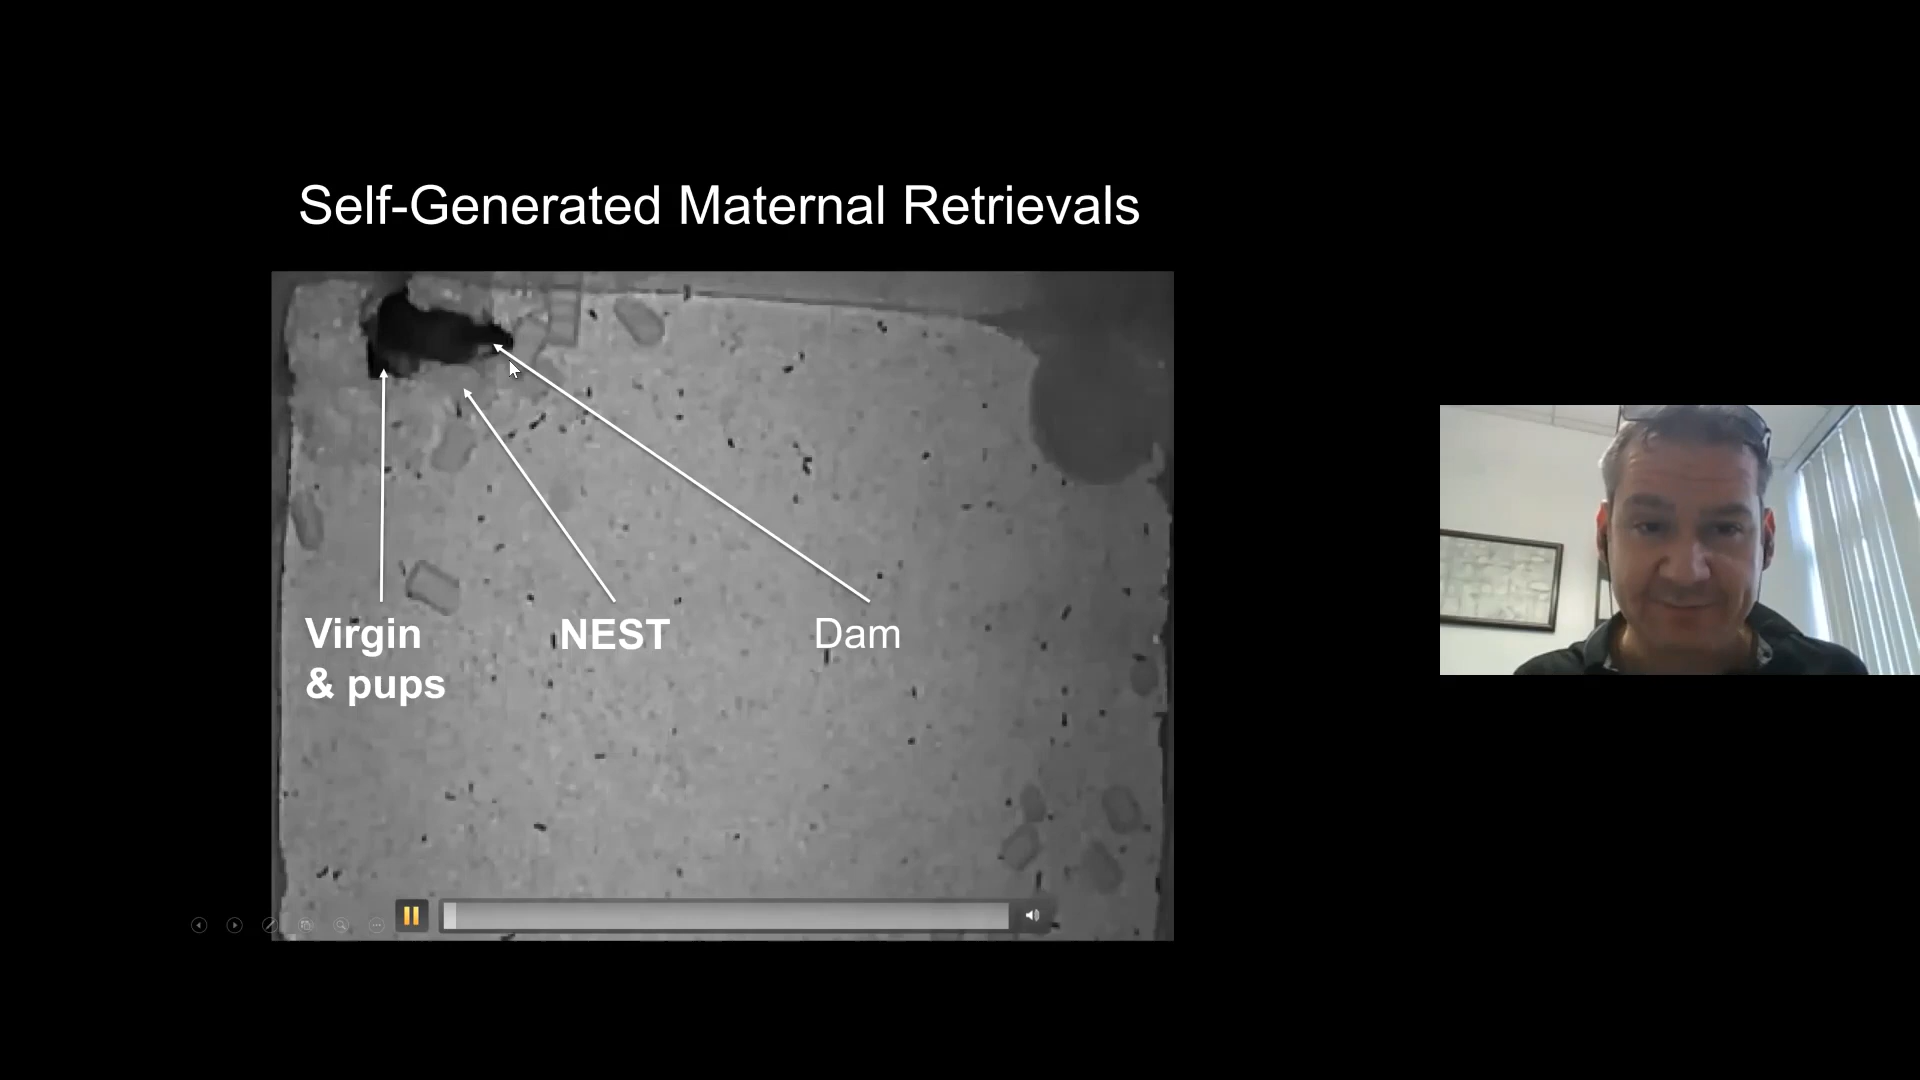 Self-Generated Maternal Retrievals
Virgin
& pups
NEST
Dam